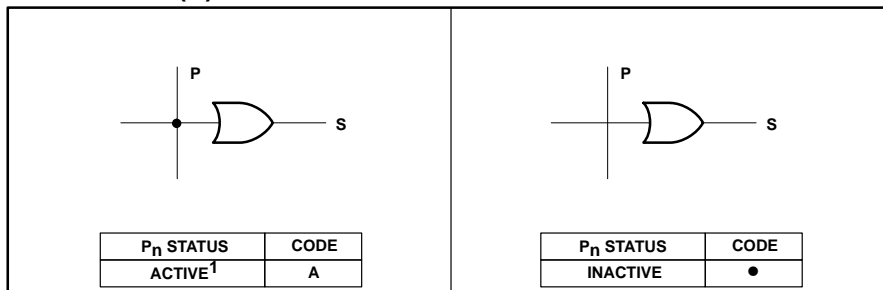 P
S
Pn STATUS CODE
ACTIVE1 A
P
S
Pn STATUS CODE
INACTIVE ●